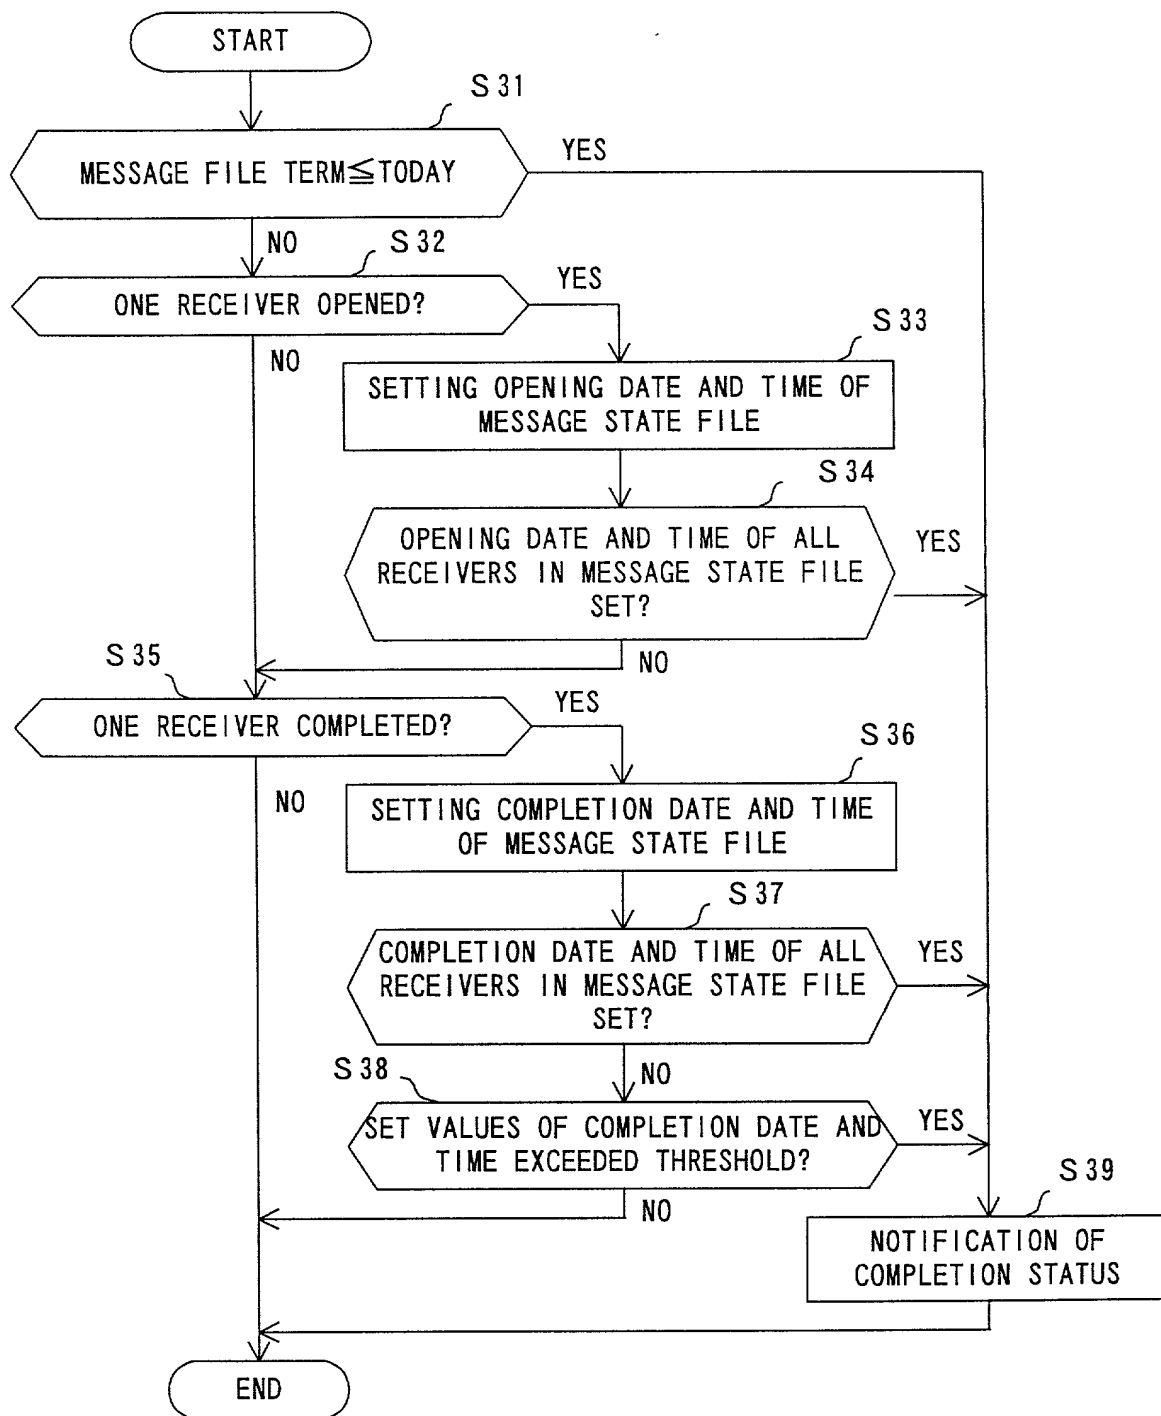 START
S31
MESSAGE FILE TERM≦TODAY
YES
NO
S32
ONE RECEIVER OPENED?
YES
NO
S33
SETTING OPENING DATE AND TIME OF
MESSAGE STATE FILE
S34
OPENING DATE AND TIME OF ALL
RECEIVERS IN MESSAGE STATE FILE
SET?
YES
NO
S35
ONE RECEIVER COMPLETED?
YES
NO
S36
SETTING COMPLETION DATE AND TIME
OF MESSAGE STATE FILE
S37
COMPLETION DATE AND TIME OF ALL
RECEIVERS IN MESSAGE STATE FILE
SET?
YES
NO
S38
SET VALUES OF COMPLETION DATE AND
TIME EXCEEDED THRESHOLD?
YES
NO
S39
NOTIFICATION OF
COMPLETION STATUS
END